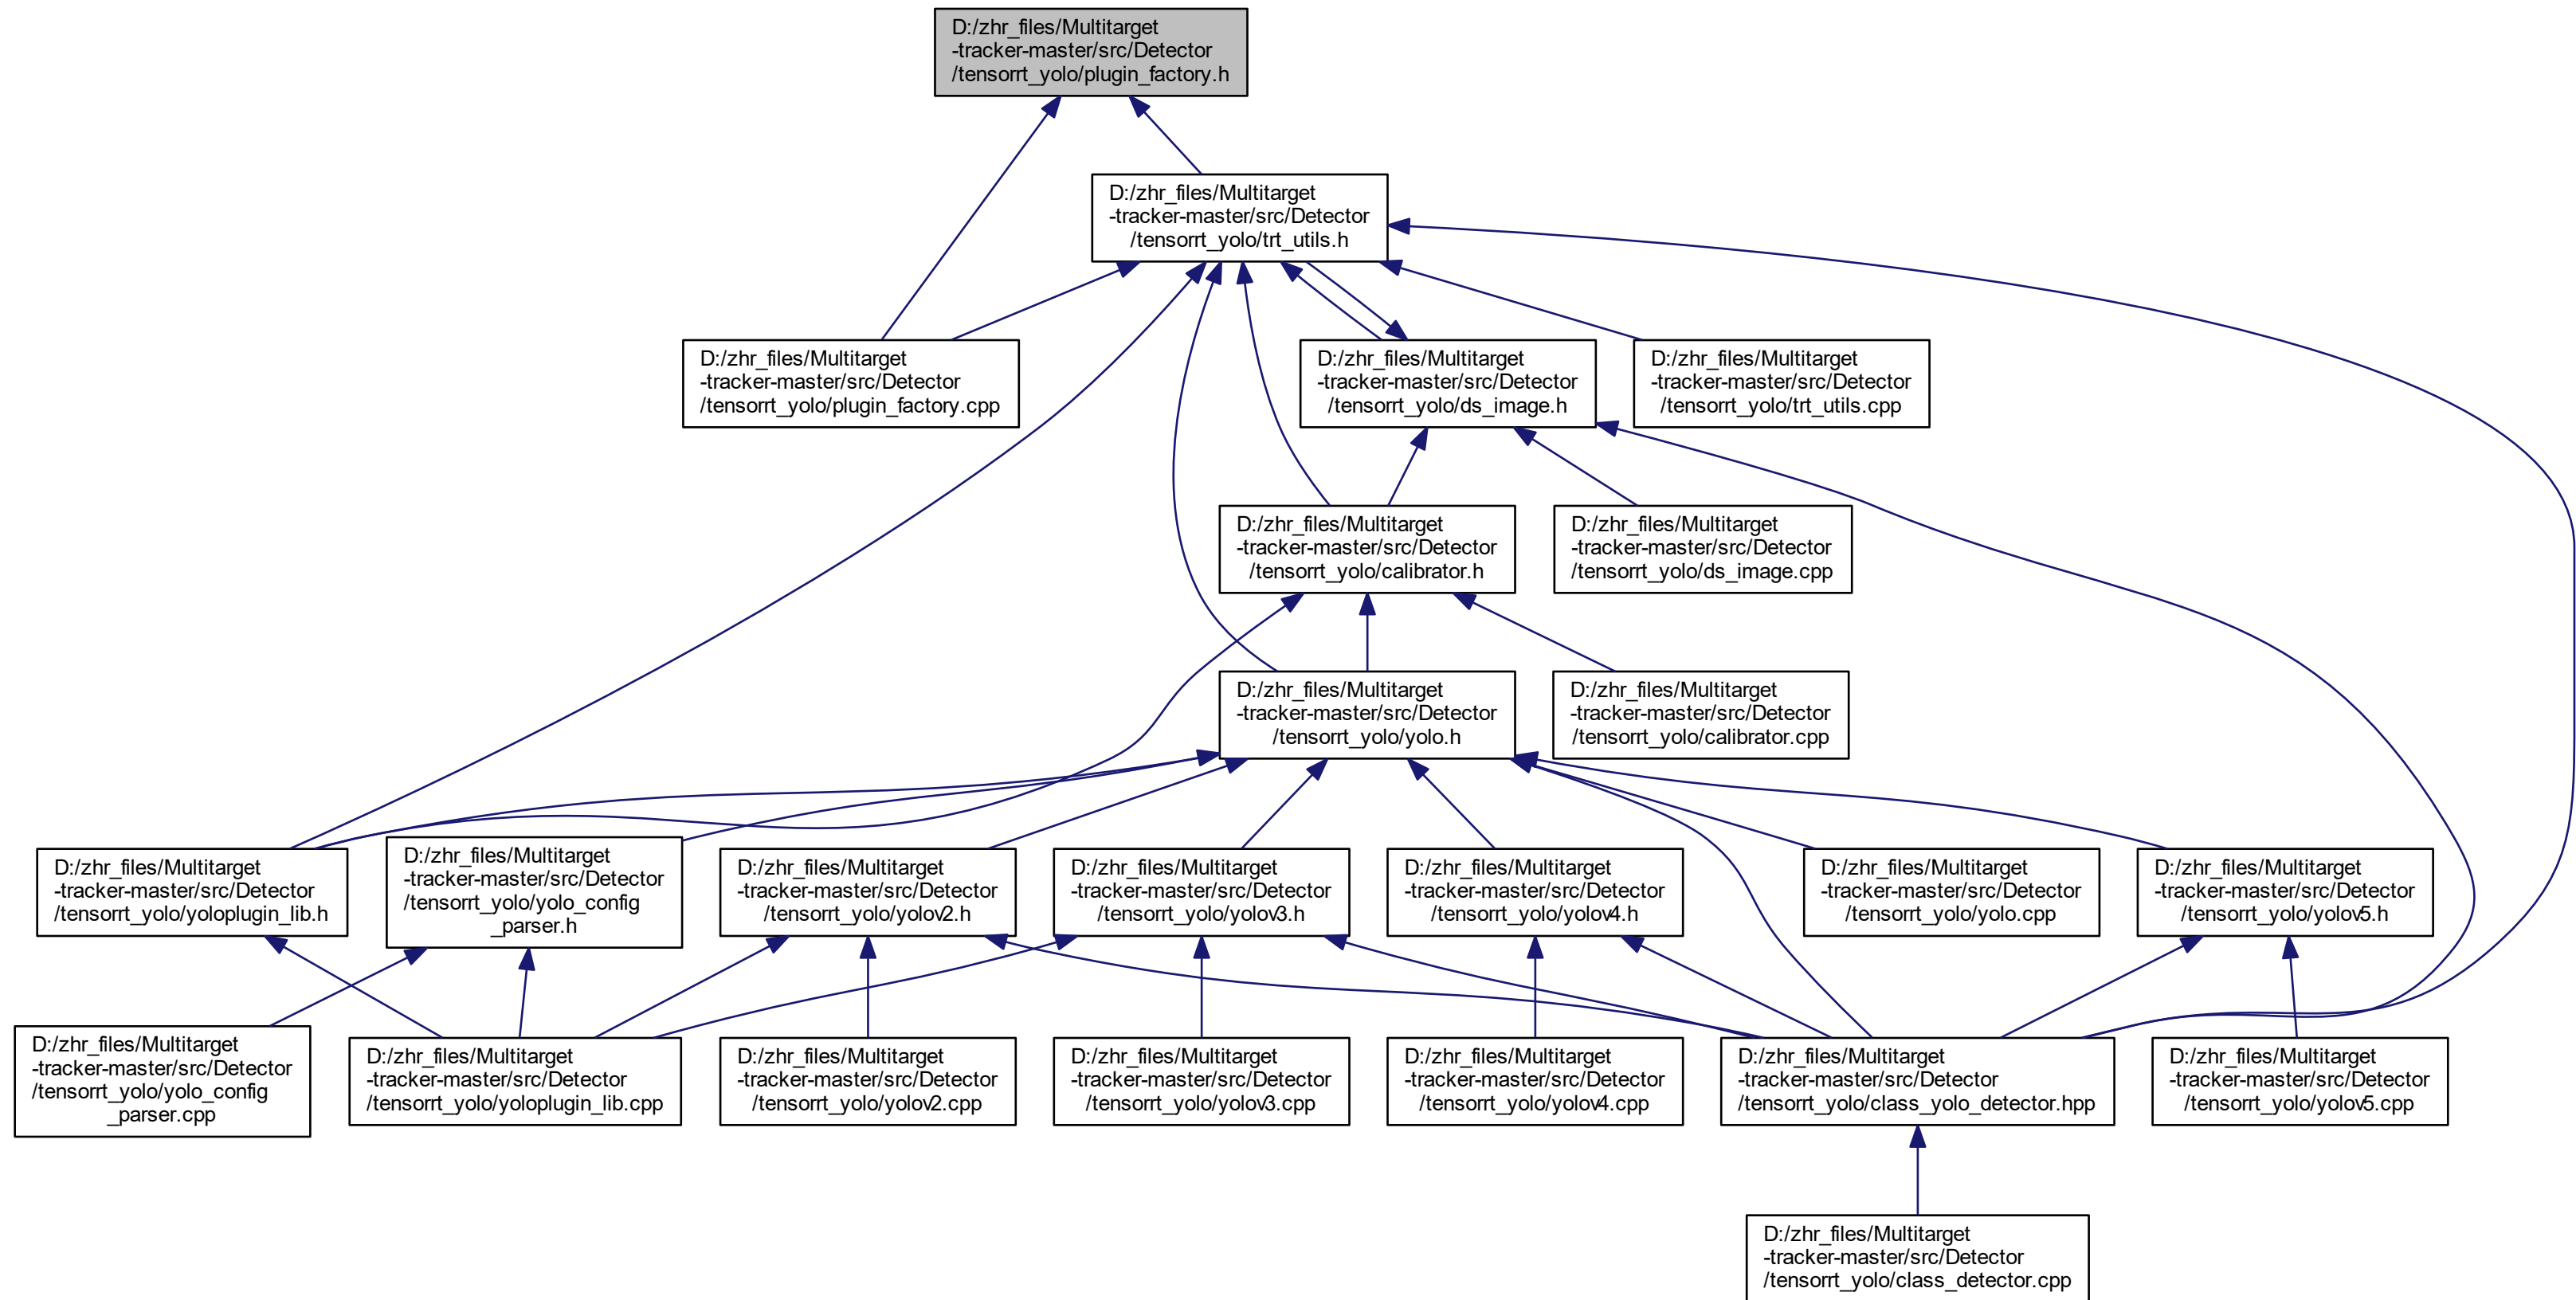 D:/zhr_files/Multitarget
-tracker-master/src/Detector
/tensorrt_yolo/plugin_factory.h
D:/zhr_files/Multitarget
-tracker-master/src/Detector
/tensorrt_yolo/trt_utils.h
D:/zhr_files/Multitarget
-tracker-master/src/Detector
/tensorrt_yolo/plugin_factory.cpp
D:/zhr_files/Multitarget
-tracker-master/src/Detector
/tensorrt_yolo/ds_image.h
D:/zhr_files/Multitarget
-tracker-master/src/Detector
/tensorrt_yolo/trt_utils.cpp
D:/zhr_files/Multitarget
-tracker-master/src/Detector
/tensorrt_yolo/calibrator.h
D:/zhr_files/Multitarget
-tracker-master/src/Detector
/tensorrt_yolo/ds_image.cpp
D:/zhr_files/Multitarget
-tracker-master/src/Detector
/tensorrt_yolo/yolo.h
D:/zhr_files/Multitarget
-tracker-master/src/Detector
/tensorrt_yolo/calibrator.cpp
D:/zhr_files/Multitarget
-tracker-master/src/Detector
/tensorrt_yolo/yoloplugin_lib.h
D:/zhr_files/Multitarget
-tracker-master/src/Detector
/tensorrt_yolo/yolo_config
_parser.h
D:/zhr_files/Multitarget
-tracker-master/src/Detector
/tensorrt_yolo/yolov2.h
D:/zhr_files/Multitarget
-tracker-master/src/Detector
/tensorrt_yolo/yolov3.h
D:/zhr_files/Multitarget
-tracker-master/src/Detector
/tensorrt_yolo/yolov4.h
D:/zhr_files/Multitarget
-tracker-master/src/Detector
/tensorrt_yolo/yolo.cpp
D:/zhr_files/Multitarget
-tracker-master/src/Detector
/tensorrt_yolo/yolov5.h
D:/zhr_files/Multitarget
-tracker-master/src/Detector
/tensorrt_yolo/yolo_config
_parser.cpp
D:/zhr_files/Multitarget
-tracker-master/src/Detector
/tensorrt_yolo/yoloplugin_lib.cpp
D:/zhr_files/Multitarget
-tracker-master/src/Detector
/tensorrt_yolo/yolov2.cpp
D:/zhr_files/Multitarget
-tracker-master/src/Detector
/tensorrt_yolo/yolov3.cpp
D:/zhr_files/Multitarget
-tracker-master/src/Detector
/tensorrt_yolo/yolov4.cpp
D:/zhr_files/Multitarget
-tracker-master/src/Detector
/tensorrt_yolo/class_yolo_detector.hpp
D:/zhr_files/Multitarget
-tracker-master/src/Detector
/tensorrt_yolo/yolov5.cpp
D:/zhr_files/Multitarget
-tracker-master/src/Detector
/tensorrt_yolo/class_detector.cpp